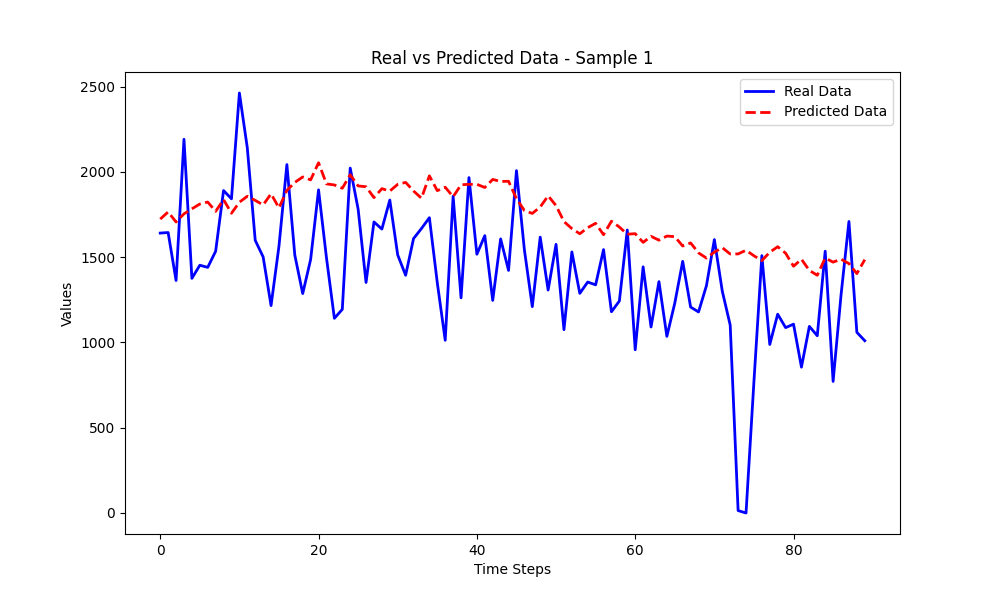 Real vs Predicted Data - Sample 1
Real Data
Predicted Data
2500
2000
1500
1000
500
0
Values
0 20 40 60 80
Time Steps